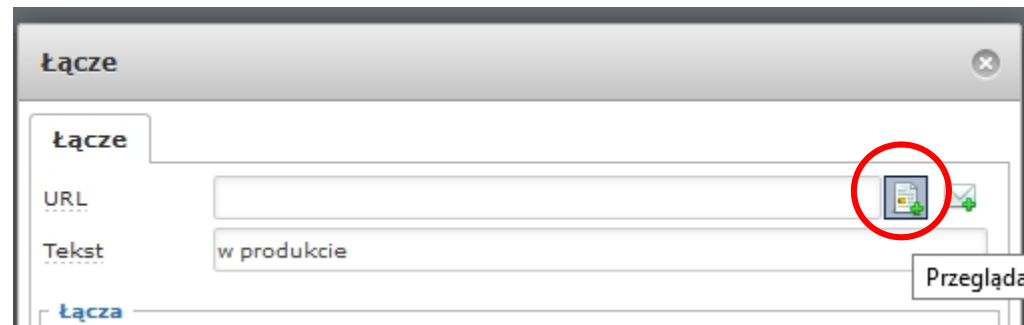 Łącze
Łącze
URL
Tekst
w produkcie
Przegląda
Łącza